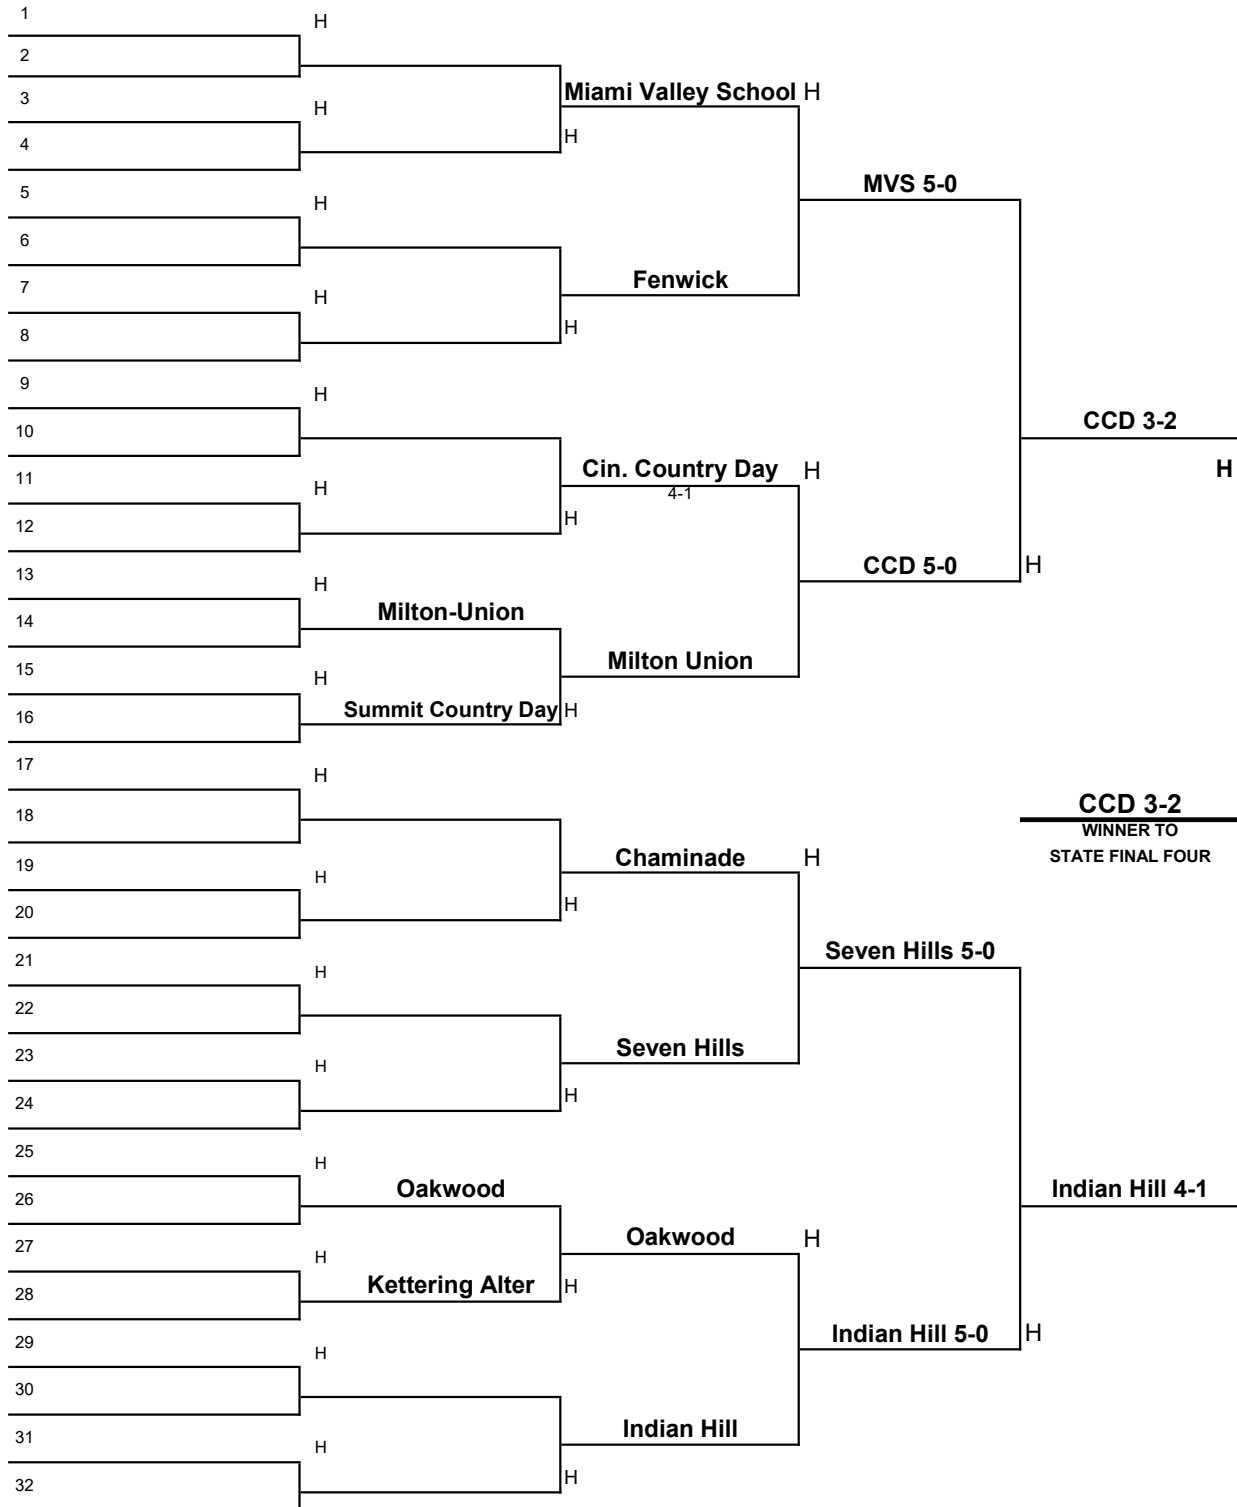 1
H
2
3
H
Miami Valley School H
4
H
5
H
MVS 5-0
6
7
H
Fenwick
8
H
9
H
10
CCD 3-2
11
H
Cin. Country Day H
H
4-1
12
H
13
H
CCD 5-0 H
14
Milton-Union
15
H
Milton Union
16
Summit Country Day H
17
H
18
CCD 3-2
WINNER TO
STATE FINAL FOUR
19
H
Chaminade H
20
H
21
H
Seven Hills 5-0
22
23
H
Seven Hills
24
H
25
H
26
Oakwood
Indian Hill 4-1
27
H
Oakwood H
28
Kettering Alter H
29
H
Indian Hill 5-0 H
30
31
H
Indian Hill
32
H